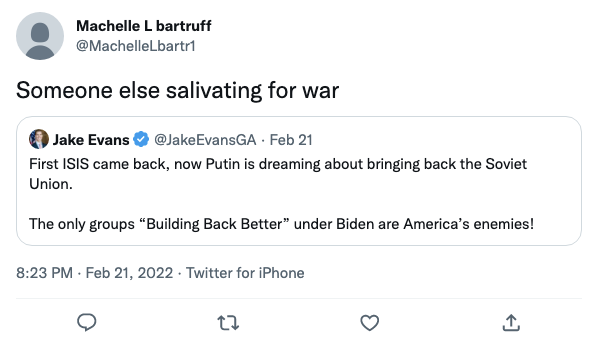 Machelle L bartruff
@MachelleLbartr1
Someone else salivating for war
Jake Evans @JakeEvansGA · Feb 21
First ISIS came back, now Putin is dreaming about bringing back the Soviet
Union.
The only groups “Building Back Better” under Biden are America’s enemies!
8:23 PM · Feb 21, 2022 · Twitter for iPhone